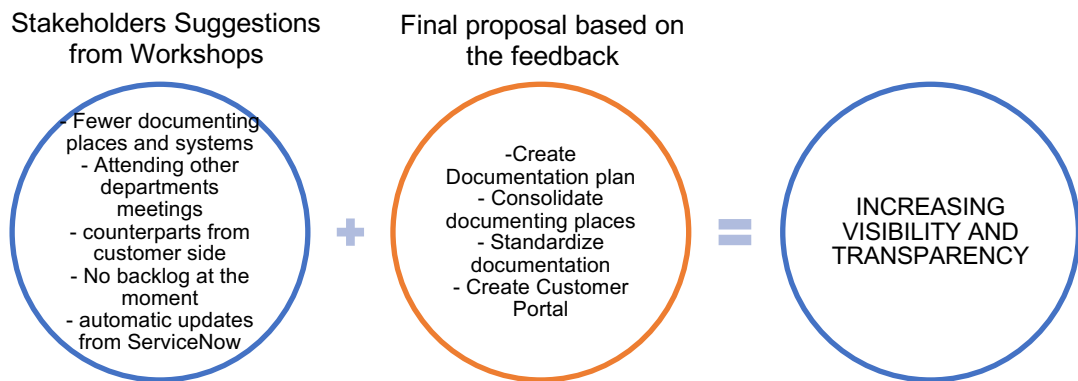 Stakeholders Suggestions
from Workshops
- Fewer documenting
places and systems
- Attending other
departments
meetings
- counterparts from
customer side
- No backlog at the
moment
- automatic updates
from ServiceNow
Final proposal based on
the feedback
-Create
Documentation plan
- Consolidate
documenting places
- Standardize
documentation
- Create Customer
Portal
INCREASING
VISIBILITY AND
TRANSPARENCY